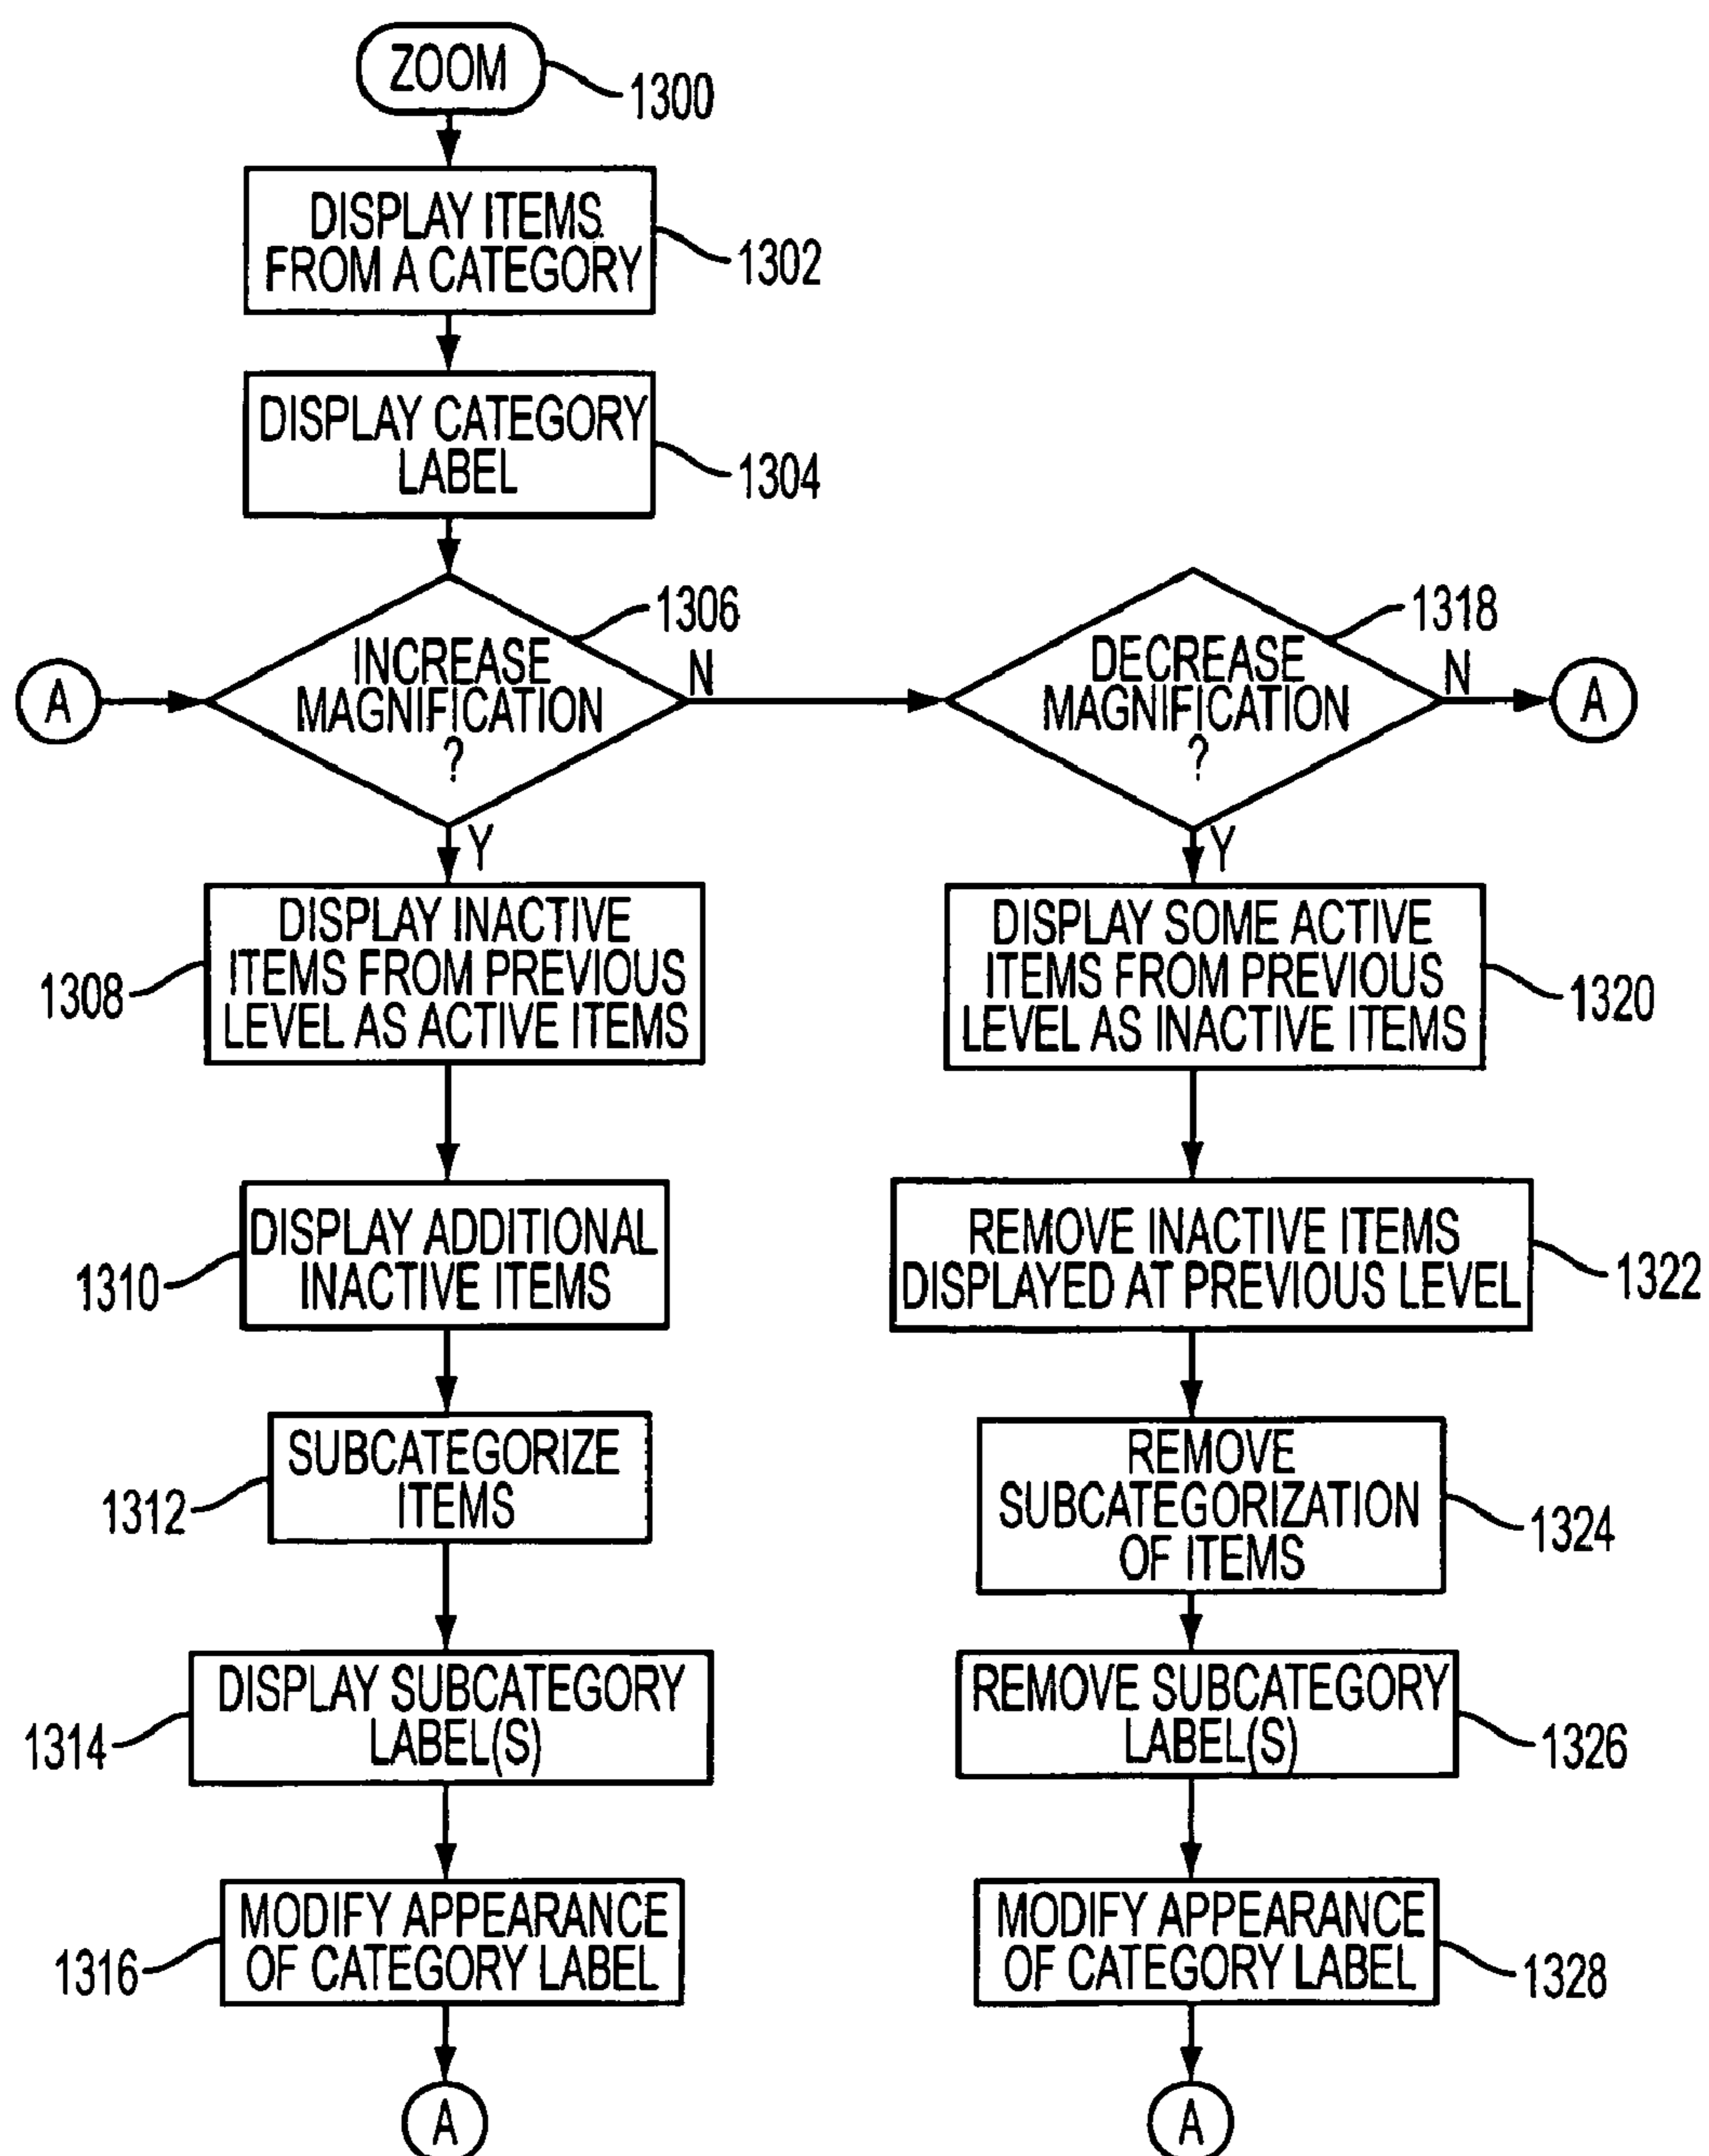 ZOOM
1300
DISPLAY ITEMS
FROM A CATEGORY
1302
DISPLAY CATEGORY
LABEL
1304
A
INCREASE
MAGNIFICATION
?
1306
N
Y
DECREASE
MAGNIFICATION
?
1318
N
A
Y
DISPLAY INACTIVE
ITEMS FROM PREVIOUS
LEVEL AS ACTIVE ITEMS
1308
DISPLAY ADDITIONAL
INACTIVE ITEMS
1310
SUBCATEGORIZE
ITEMS
1312
DISPLAY SUBCATEGORY
LABEL(S)
1314
MODIFY APPEARANCE
OF CATEGORY LABEL
1316
A
DISPLAY SOME ACTIVE
ITEMS FROM PREVIOUS
LEVEL AS INACTIVE ITEMS
1320
REMOVE INACTIVE ITEMS
DISPLAYED AT PREVIOUS LEVEL
1322
REMOVE
SUBCATEGORIZATION
OF ITEMS
1324
REMOVE SUBCATEGORY
LABEL(S)
1326
MODIFY APPEARANCE
OF CATEGORY LABEL
1328
A